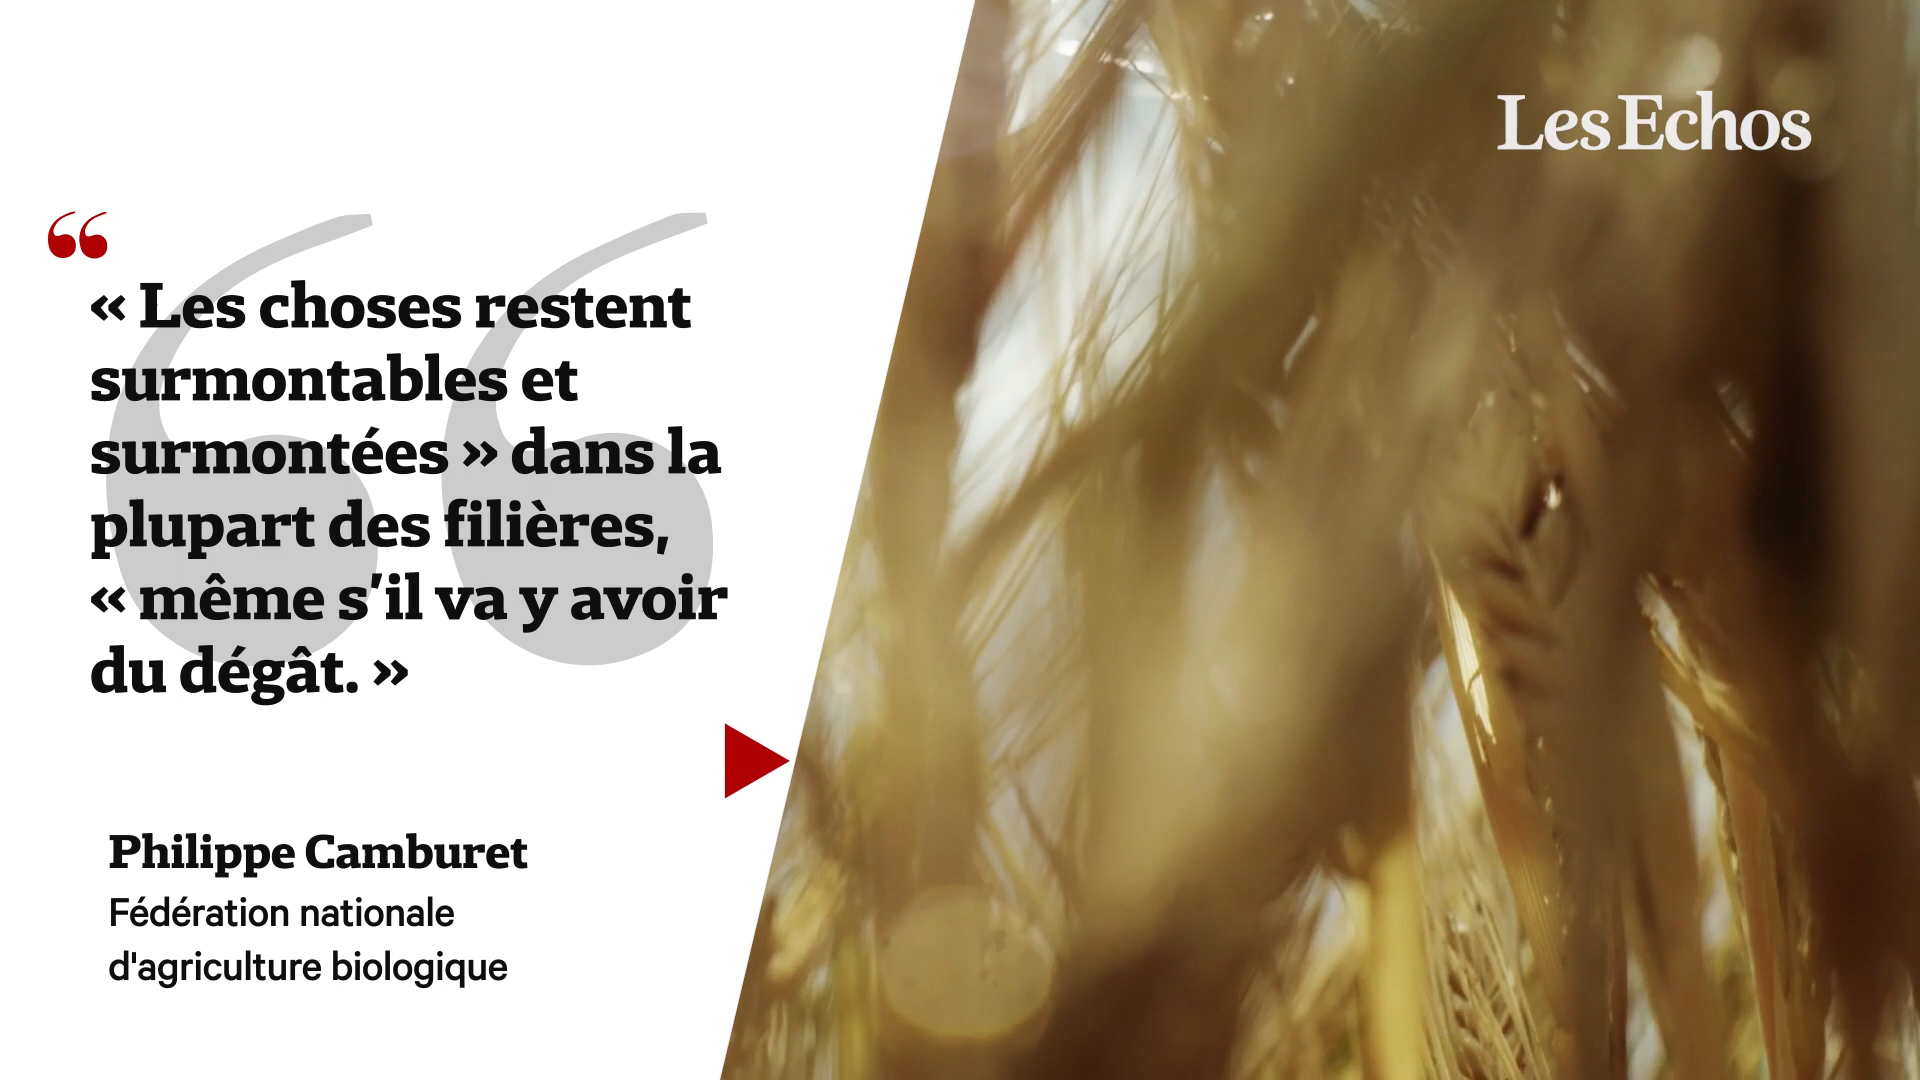 Les Echos
« Les choses restent
surmontables et
surmontées » dans la
plupart des filières,
« même s’il va y avoir
du dégât. »
Philippe Camburet
Fédération nationale
d'agriculture biologique